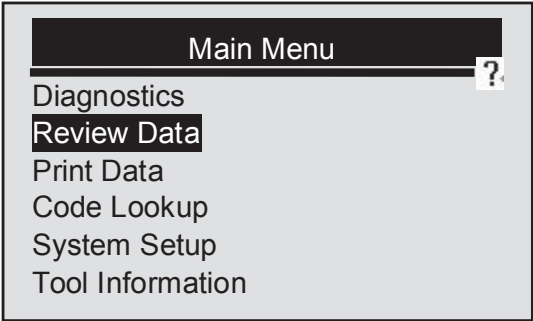 Main Menu
?
Diagnostics
Review Data
Print Data
Code Lookup
System Setup
Tool Information